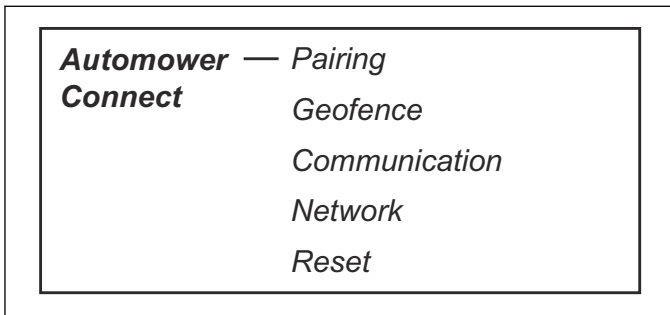 Automower — Pairing
Connect
Geofence
Communication
Network
Reset